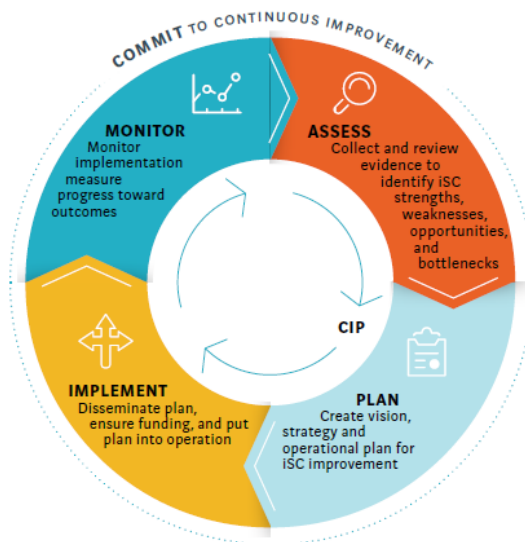 COMMIT TO CONTINUOUS IMPROVEMENT
MONITOR
Monitor
implementation
measure
progress toward
outcomes
ASSESS
Collect and review
evidence to
identify iSC
strengths,
weaknesses,
opportunities,
and
bottlenecks
CIP
PLAN
Create vision,
strategy and
operational plan for
iSC improvement
IMPLEMENT
Disseminate plan,
ensure funding, and put
plan into operation